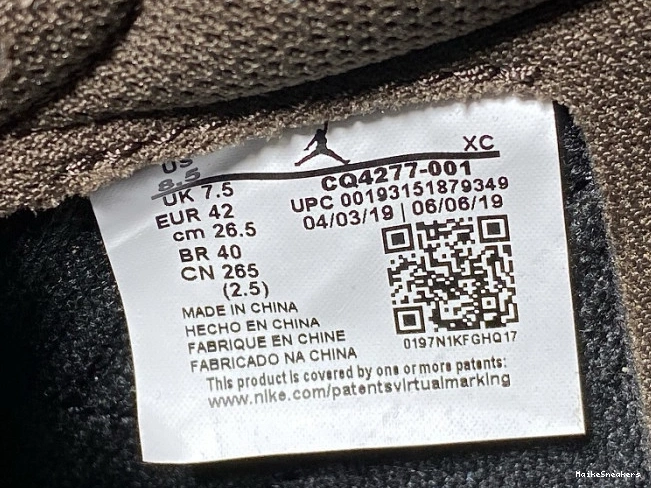 US
8.5
UK 7.5
EUR 42
cm 26.5
BR 40
CN 265
(2.5)
XC
CQ4277-001
UPC 00193151879349
04/03/19 | 06/06/19
0197N1KFGHQ17
MADE IN CHINA
HECHO EN CHINA
FABRIQUE EN CHINE
FABRICADO NA CHINA
This product is covered by one or more patents:
www.nike.com/patentsvirtualmarking
MaikeSneakers